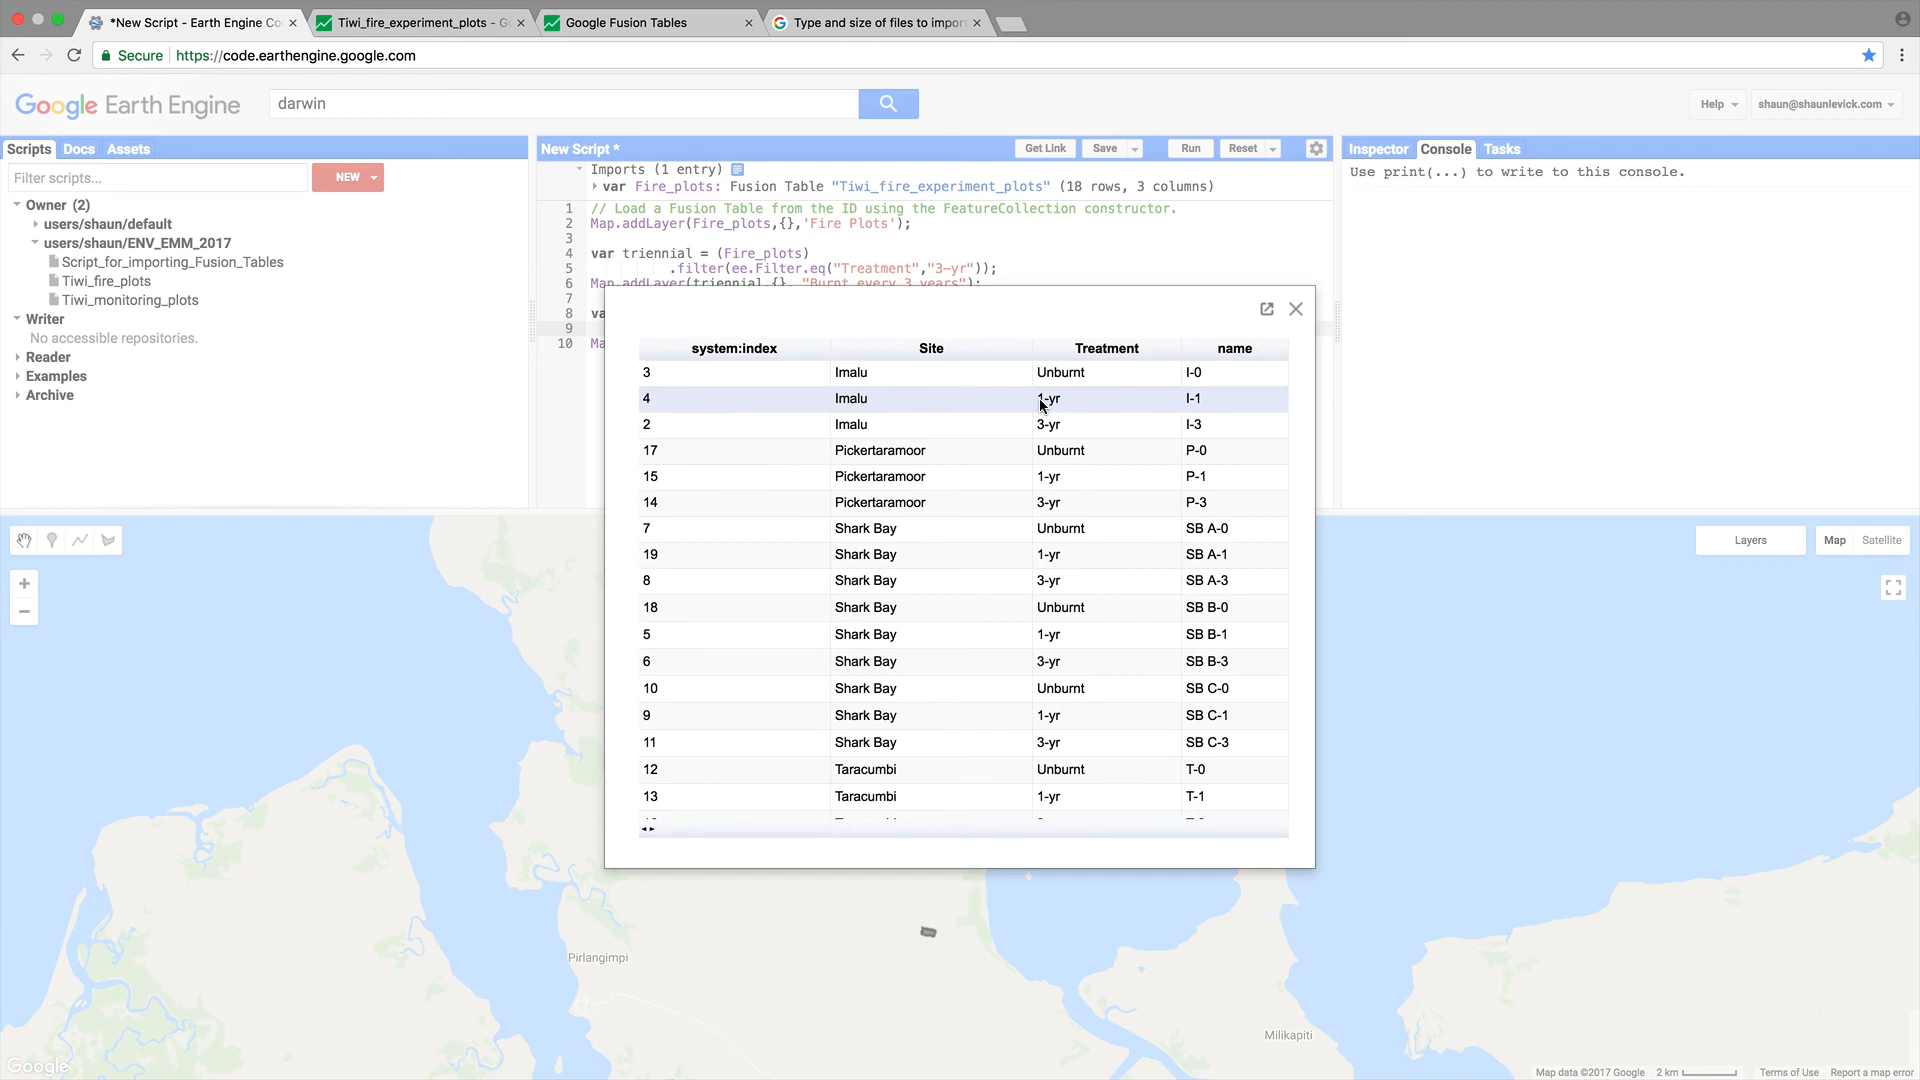 *New Script - Earth Engine Co
Tiwi_fire_experiment_plots - G
Google Fusion Tables
Type and size of files to import
Secure https://code.earthengine.google.com
Google Earth Engine
darwin
Help
shaun@shaunlevick.com
Scripts Docs Assets
Filter scripts...
NEW
Owner (2)
users/shaun/default
users/shaun/ENV_EMM_2017
Script_for_importing_Fusion_Tables
Tiwi_fire_plots
Tiwi_monitoring_plots
Writer
No accessible repositories.
Reader
Examples
Archive
New Script *
Get Link Save Run Reset
Imports (1 entry)
var Fire_plots: Fusion Table "Tiwi_fire_experiment_plots" (18 rows, 3 columns)
1 // Load a Fusion Table from the ID using the FeatureCollection constructor.
2 Map.addLayer(Fire_plots,{},'Fire Plots');
3
4 var triennial = (Fire_plots)
5 .filter(ee.Filter.eq("Treatment","3-yr"));
6 Map.addLayer(triennial,{}, "Burnt every 3 years");
7
8 va
9
10 Ma
Inspector Console Tasks
Use print(...) to write to this console.
system:index Site Treatment name
3 Imalu Unburnt I-0
4 Imalu 1-yr I-1
2 Imalu 3-yr I-3
17 Pickertaramoor Unburnt P-0
15 Pickertaramoor 1-yr P-1
14 Pickertaramoor 3-yr P-3
7 Shark Bay Unburnt SB A-0
19 Shark Bay 1-yr SB A-1
8 Shark Bay 3-yr SB A-3
18 Shark Bay Unburnt SB B-0
5 Shark Bay 1-yr SB B-1
6 Shark Bay 3-yr SB B-3
10 Shark Bay Unburnt SB C-0
9 Shark Bay 1-yr SB C-1
11 Shark Bay 3-yr SB C-3
12 Taracumbi Unburnt T-0
13 Taracumbi 1-yr T-1
Layers
Map Satellite
Pirlangimpi
Milikapiti
Google
Map data ©2017 Google 2 km Terms of Use Report a map error